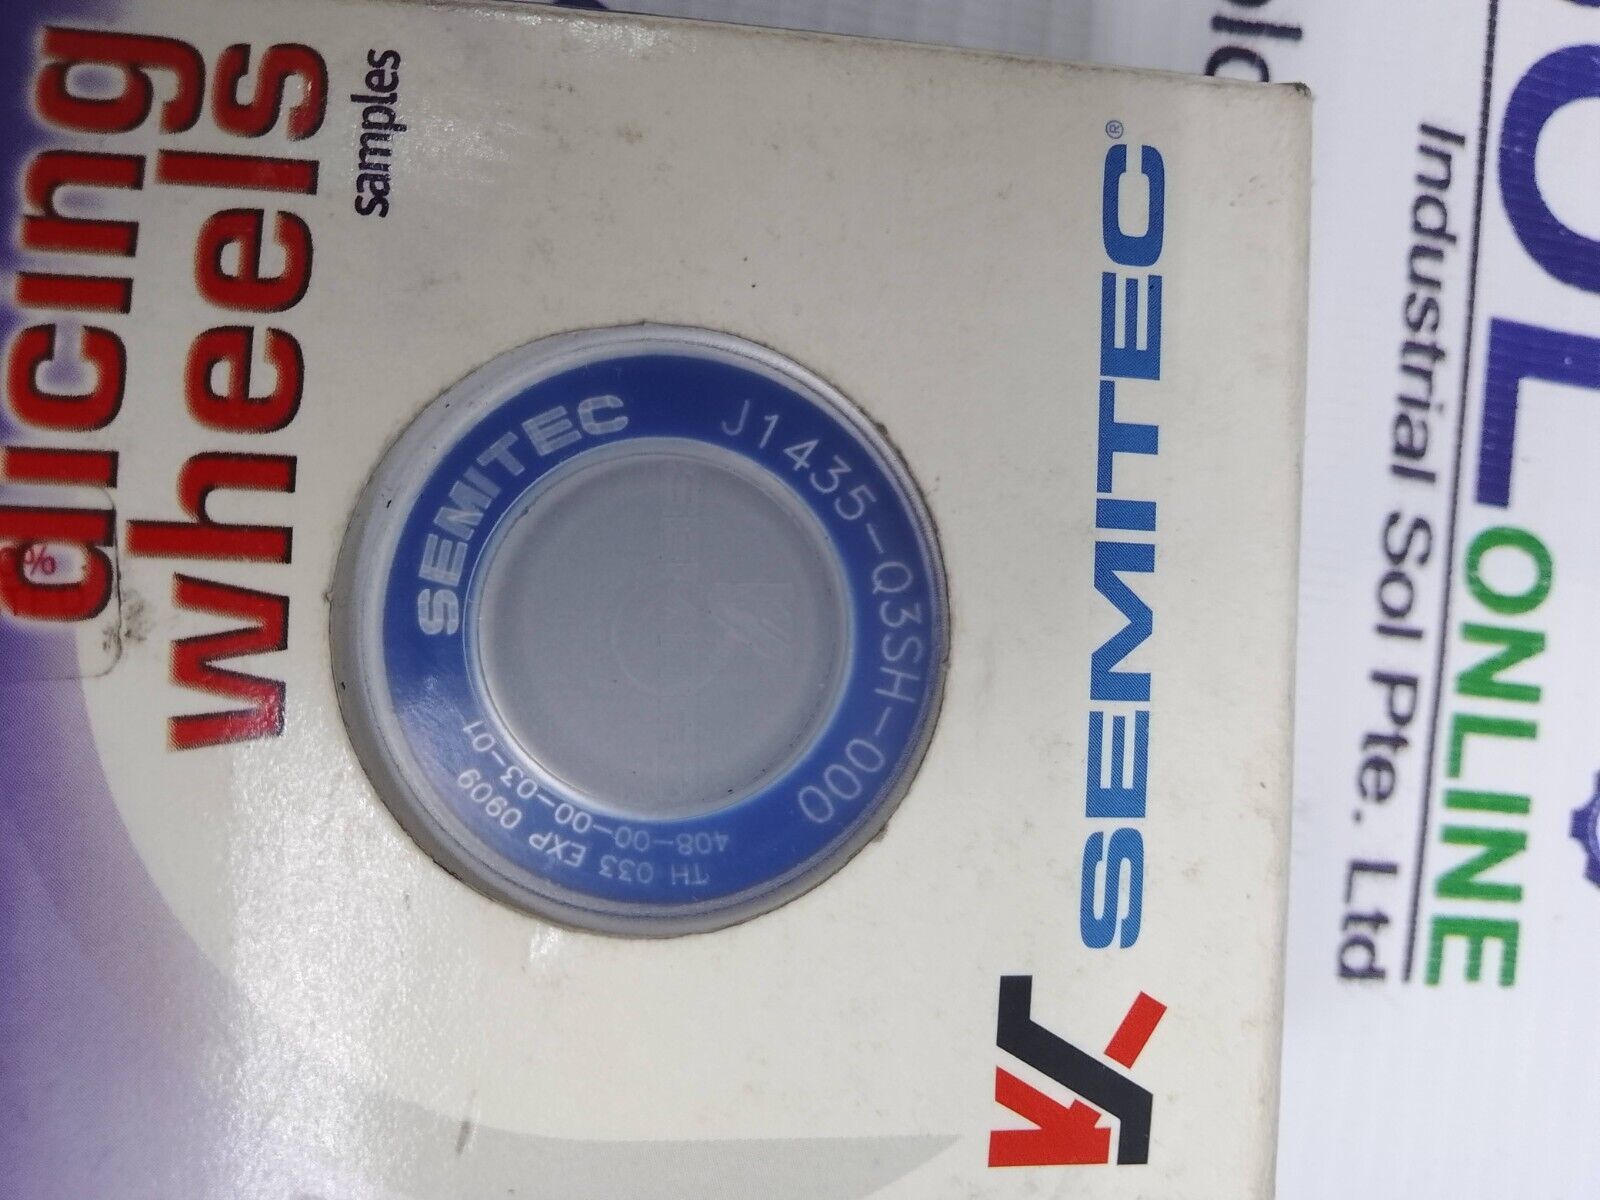 dicing
wheels
samples
%
SEMITEC
J1435-Q3SH-000
TH 033 EXP 0909
408-00-00-03-01
SEMITEC®
OL
ONLINE
Industrial Sol Pte. Ltd